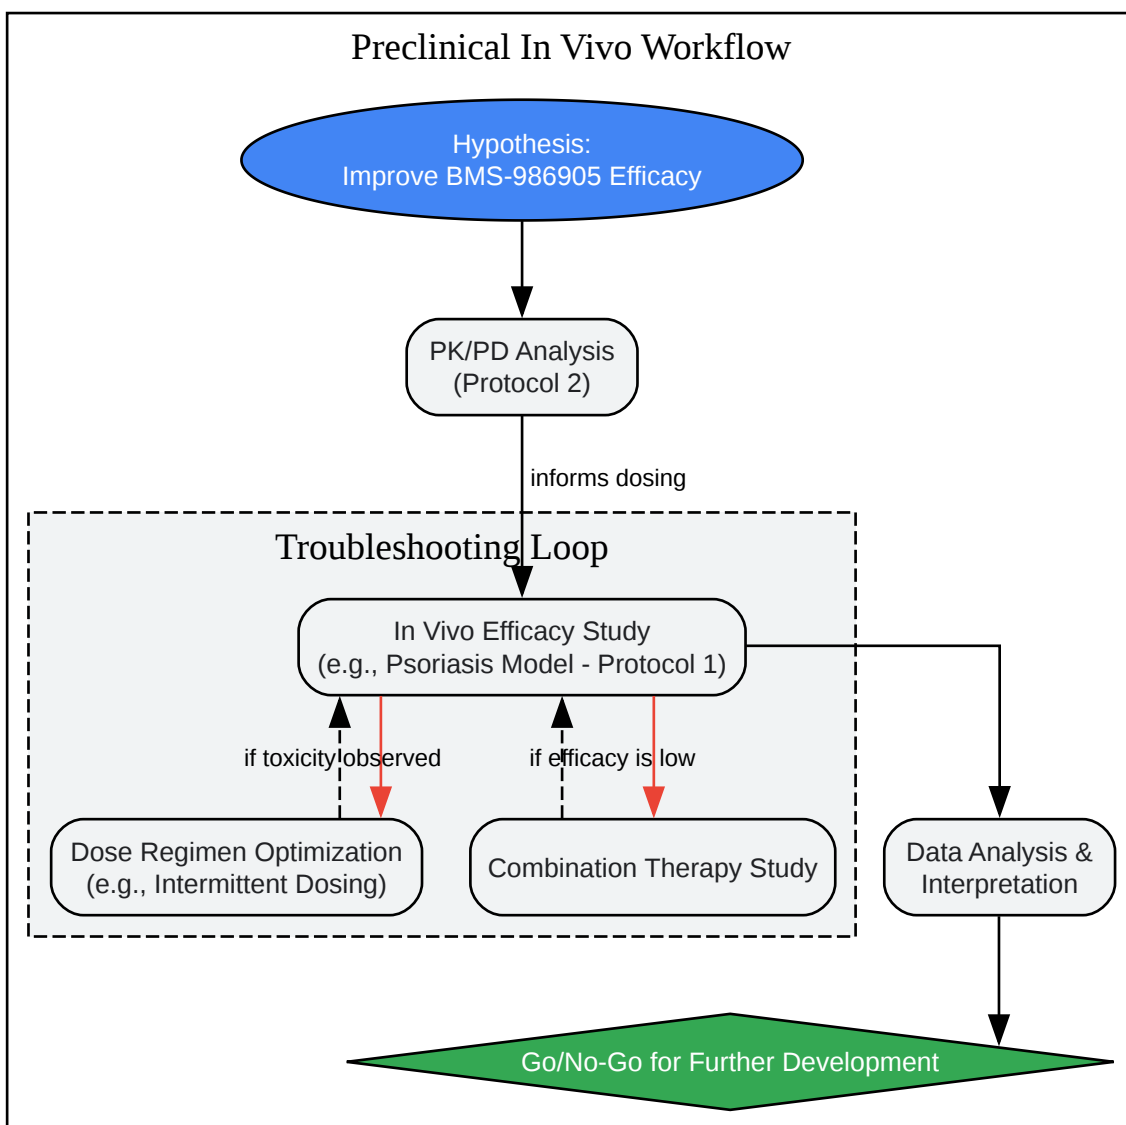 Preclinical In Vivo Workflow
Hypothesis:
Improve BMS-986905 Efficacy
PK/PD Analysis
(Protocol 2)
informs dosing
Troubleshooting Loop
In Vivo Efficacy Study
(e.g., Psoriasis Model - Protocol 1)
if toxicity observed
if efficacy is low
Dose Regimen Optimization
(e.g., Intermittent Dosing)
Combination Therapy Study
Data Analysis &
Interpretation
Go/No-Go for Further Development